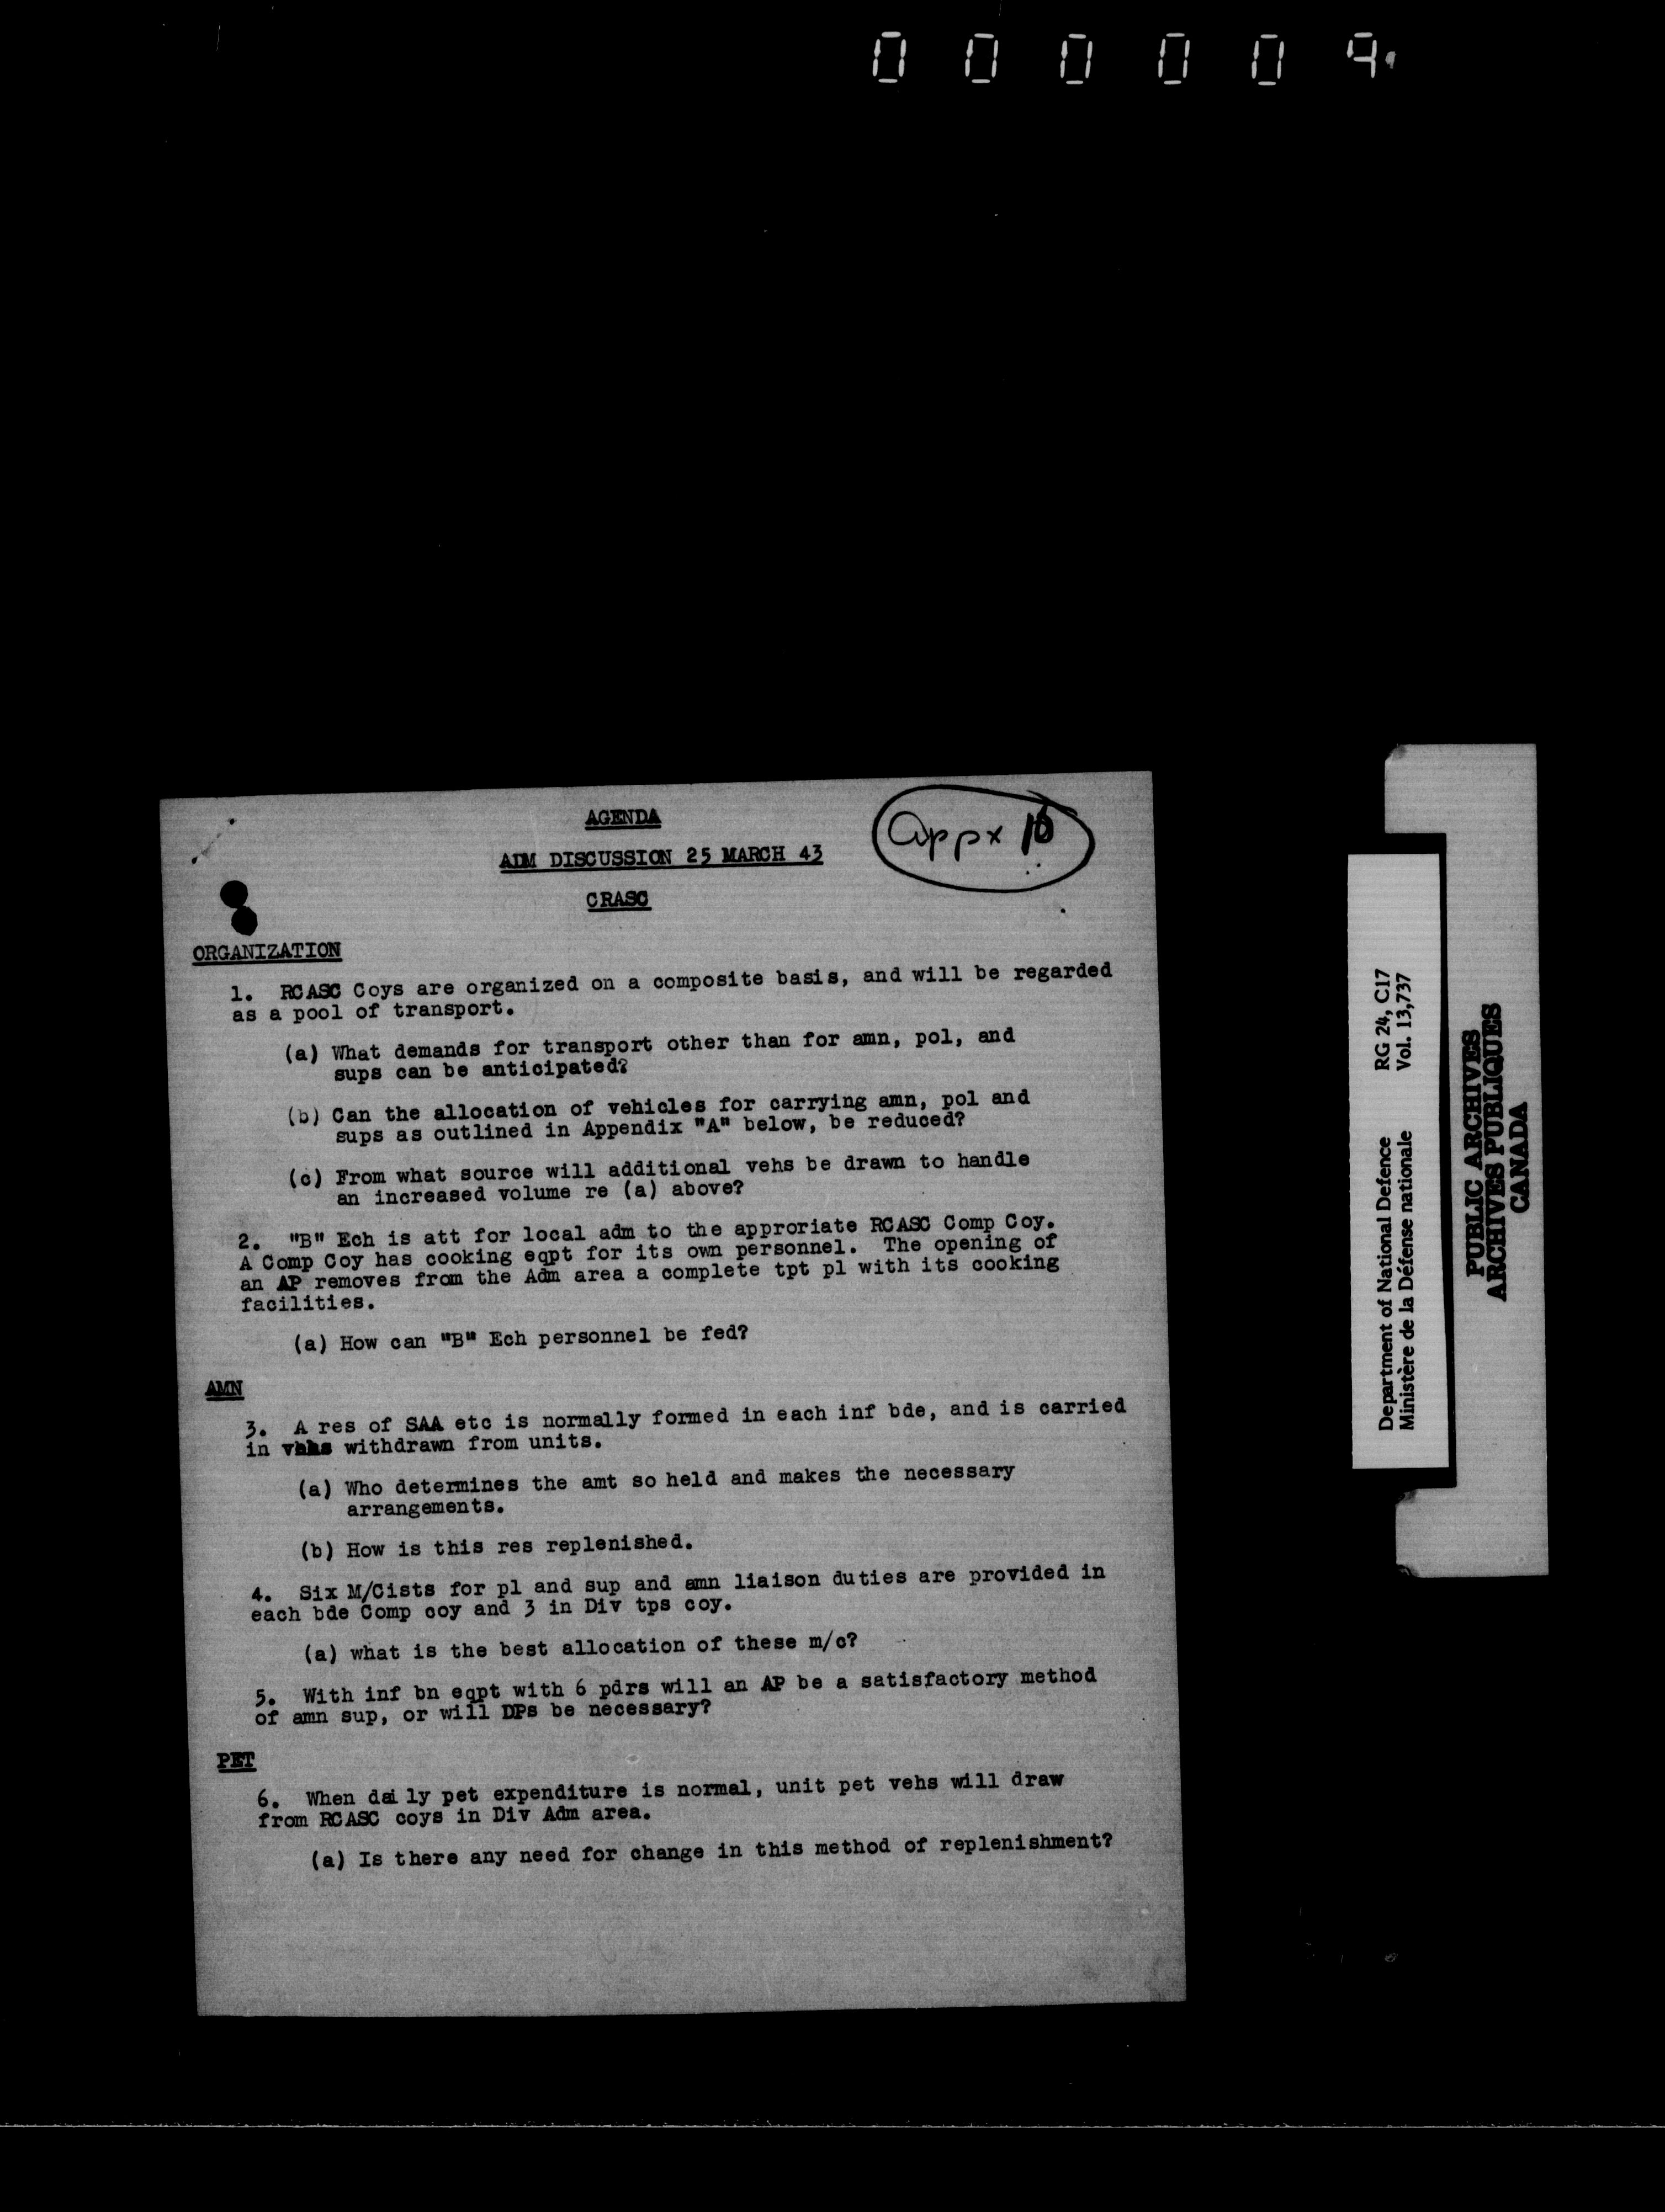 0 0 0 0 0 9
AGENDA
Appx
ADM DISCUSSION 25 MARCH 43
CRASC
ORGANIZATION
1. RCASC Coys are organized on a composite basis, and will be regarded
as a pool of transport.
(a) What demands for transport other than for amn, pol, and
sups can be anticipated?
(b) Can the allocation of vehicles for carrying amn, pol and
sups as outlined in Appendix "A" below, be reduced?
(c) From what source will additional vehs be drawn to handle
an increased volume re (a) above?
2. "B" Ech is att for local adm to the approriate RCASC Comp Coy.
A Comp Coy has cooking eqpt for its own personnel. The opening of
an AP removes from the Adm area a complete tpt pl with its cooking
facilities.
(a) How can "B" Ech personnel be fed?
AMN
3. A res of SAA etc is normally formed in each inf bde, and is carried
in vehs withdrawn from units.
(a) Who determines the amt so held and makes the necessary
arrangements.
(b) How is this res replenished.
4. Six M/Cists for pl and sup and amn liaison duties are provided in
each bde Comp coy and 3 in Div tps coy.
(a) what is the best allocation of these m/c?
5. With inf bn eqpt with 6 pdrs will an AP be a satisfactory method
of amn sup, or will DPs be necessary?
PET
6. When dai ly pet expenditure is normal, unit pet vehs will draw
from RCASC coys in Div Adm area.
(a) Is there any need for change in this method of replenishment?
Department of National Defence RG 24, C17
Ministère de la Défense nationale Vol. 13,737
PUBLIC ARCHIVES
ARCHIVES PUBLIQUES
CANADA